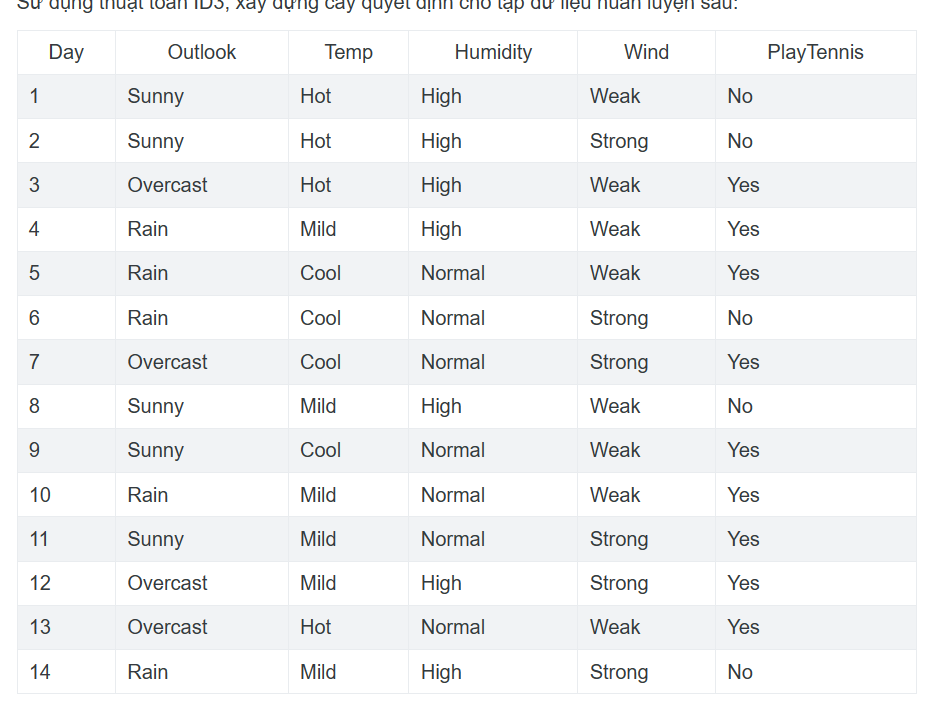 Sử dụng thuật toán ID3, xây dựng cây quyết định cho tập dữ liệu huấn luyện sau:
Day Outlook Temp Humidity Wind PlayTennis
1 Sunny Hot High Weak No
2 Sunny Hot High Strong No
3 Overcast Hot High Weak Yes
4 Rain Mild High Weak Yes
5 Rain Cool Normal Weak Yes
6 Rain Cool Normal Strong No
7 Overcast Cool Normal Strong Yes
8 Sunny Mild High Weak No
9 Sunny Cool Normal Weak Yes
10 Rain Mild Normal Weak Yes
11 Sunny Mild Normal Strong Yes
12 Overcast Mild High Strong Yes
13 Overcast Hot Normal Weak Yes
14 Rain Mild High Strong No